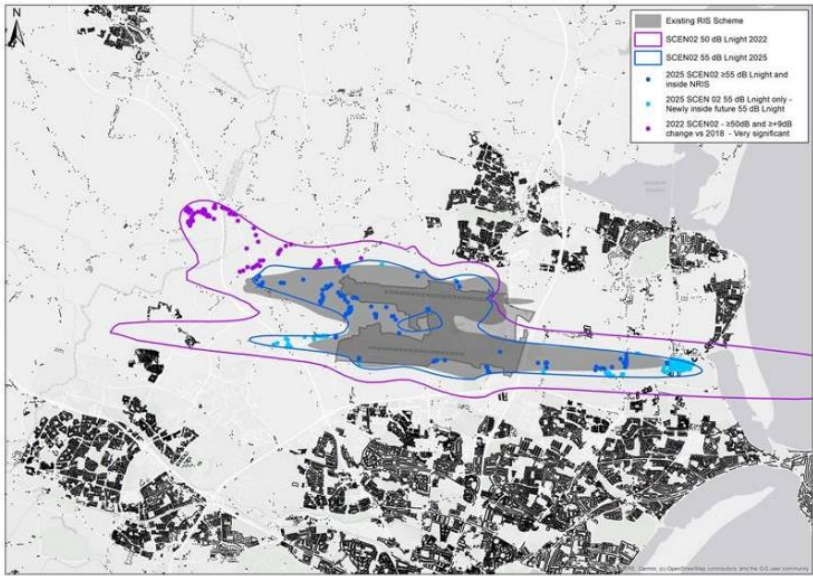 N
Existing RIS Scheme
SCEN02 50 dB Lnight 2022
SCEN02 55 dB Lnight 2025
2025 SCEN02 ≥55 dB Lnight and
inside NRIS
2025 SCEN 02 55 dB Lnight only -
Newly inside future 55 dB Lnight
2022 SCEN02 - ≥50dB and ≥+9dB
change vs 2018 - Very significant
Garmin, (c) OpenStreetMap contributors, and the GIS user community